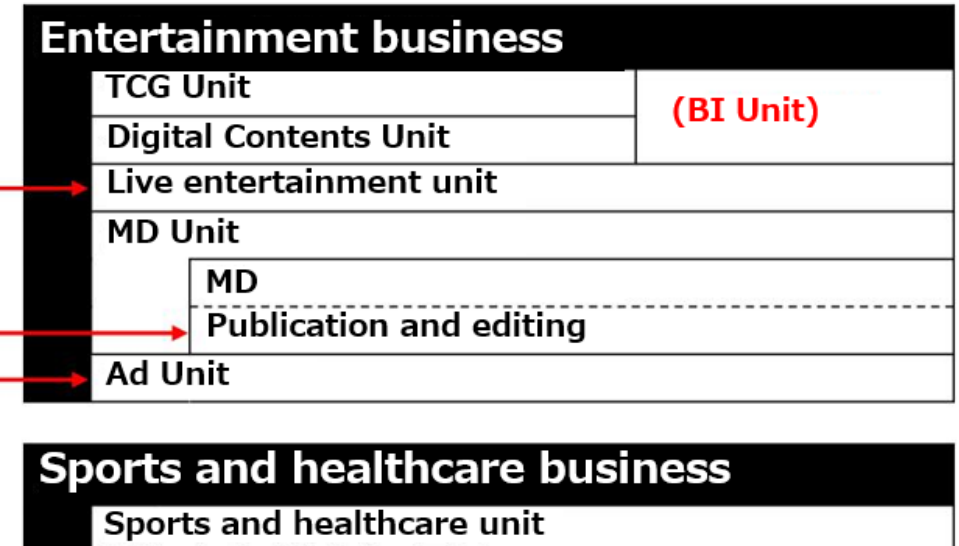 Entertainment business
TCG Unit
(BI Unit)
Digital Contents Unit
Live entertainment unit
MD Unit
MD
Publication and editing
Ad Unit
Sports and healthcare business
Sports and healthcare unit